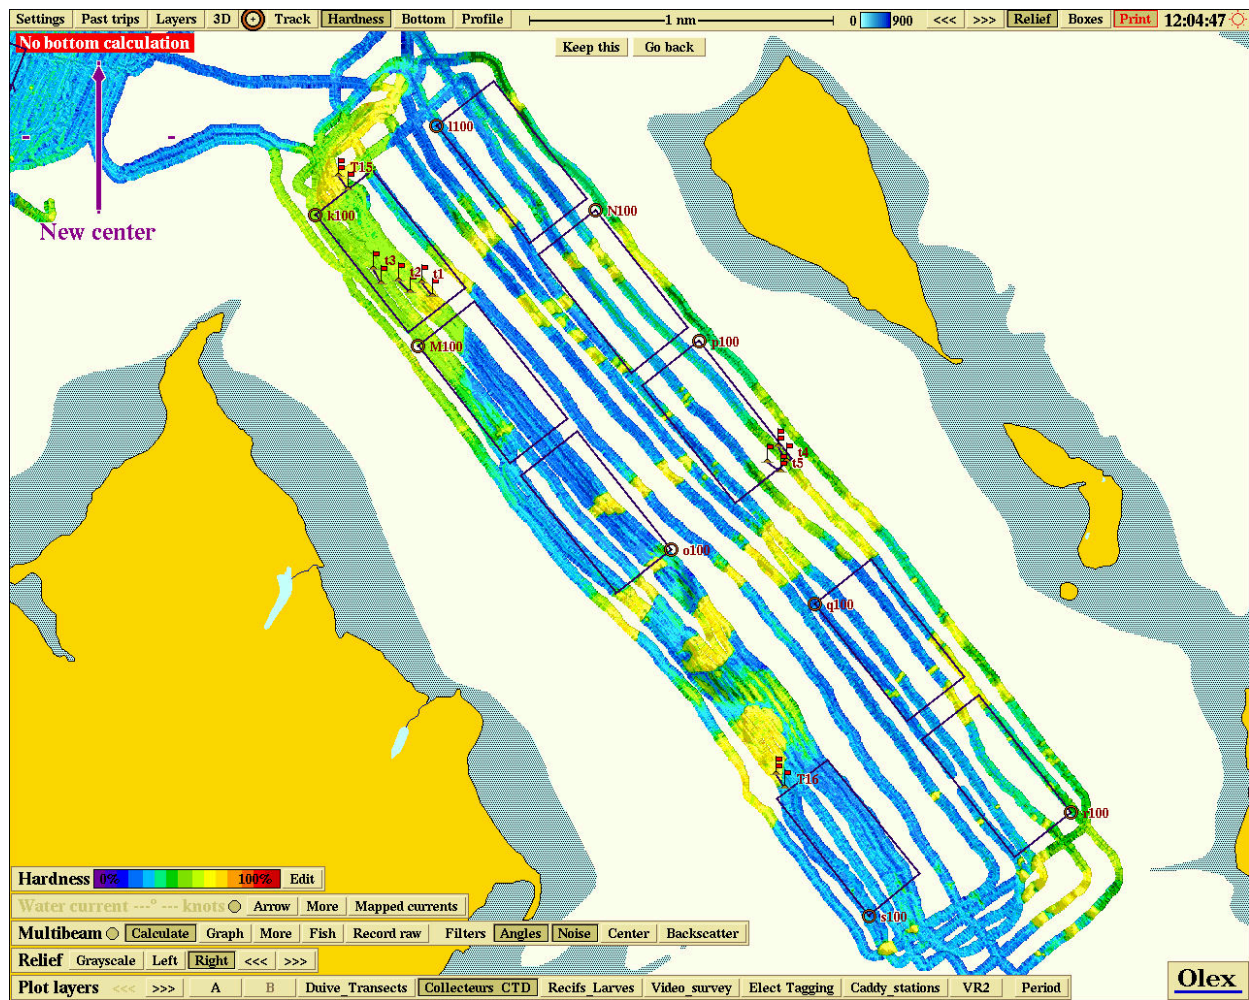 Settings Past trips Layers 3D Track Hardness Bottom Profile 1 nm 0 900 <<< >>> Relief Boxes Print 12:04:47
No bottom calculation
Keep this Go back
l100
T15
k100
N100
New center
t3
t2
t1
M100
p100
t4
t5
o100
q100
T16
r100
s100
Hardness 0% 100% Edit
Water current ---° --- knots Arrow More Mapped currents
Multibeam Calculate Graph More Fish Record raw Filters Angles Noise Center Backscatter
Relief Grayscale Left Right <<< >>>
Plot layers <<< >>> A B Duive_Transects Collecteurs CTD Recifs_Larves Video_survey Elect Tagging Caddy_stations VR2 Period
Olex